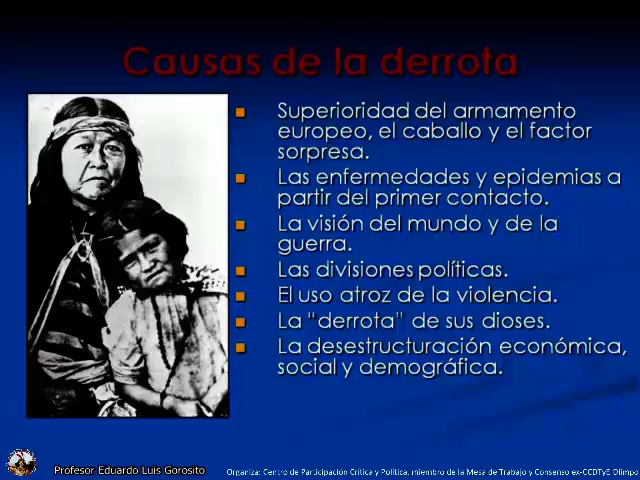 Causas de la derrota
Superioridad del armamento
europeo, el caballo y el factor
sorpresa.
Las enfermedades y epidemias a
partir del primer contacto.
La visión del mundo y de la
guerra.
Las divisiones políticas.
El uso atroz de la violencia.
La “derrota” de sus dioses.
La desestructuración económica,
social y demográfica.
Profesor Eduardo Luis Gorosito
Organiza: Centro de Participación Crítica y Política, miembro de la Mesa de Trabajo y Consenso ex-CCDTyE Olimpo